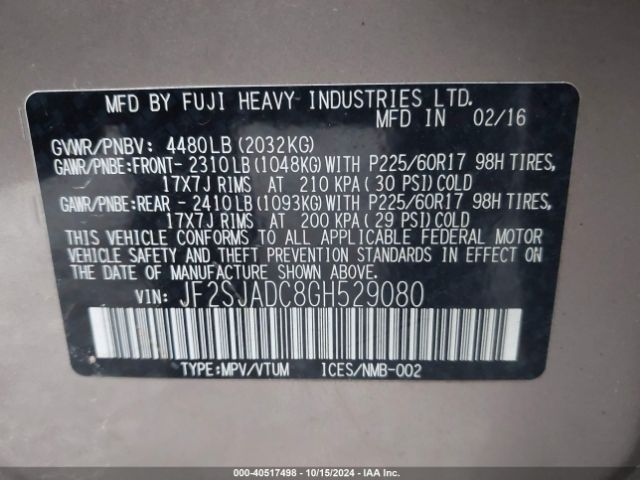 MFD BY FUJI HEAVY INDUSTRIES LTD.
MFD IN 02/16
GVWR/PNBV: 4480LB (2032KG)
GAWR/PNBE:FRONT- 2310LB (1048KG) WITH P225/60R17 98H TIRES,
17X7J RIMS AT 210 KPA ( 30 PSI) COLD
GAWR/PNBE:REAR - 2410LB (1093KG) WITH P225/60R17 98H TIRES,
17X7J RIMS AT 200 KPA ( 29 PSI) COLD
THIS VEHICLE CONFORMS TO ALL APPLICABLE FEDERAL MOTOR
VEHICLE SAFETY AND THEFT PREVENTION STANDARDS IN EFFECT
ON THE DATE OF MANUFACTURE SHOWN ABOVE.
VIN: JF2SJADC8GH529080
TYPE:MPV/VTUM ICES/NMB-002
000-40517498 - 10/15/2024 - IAA Inc.